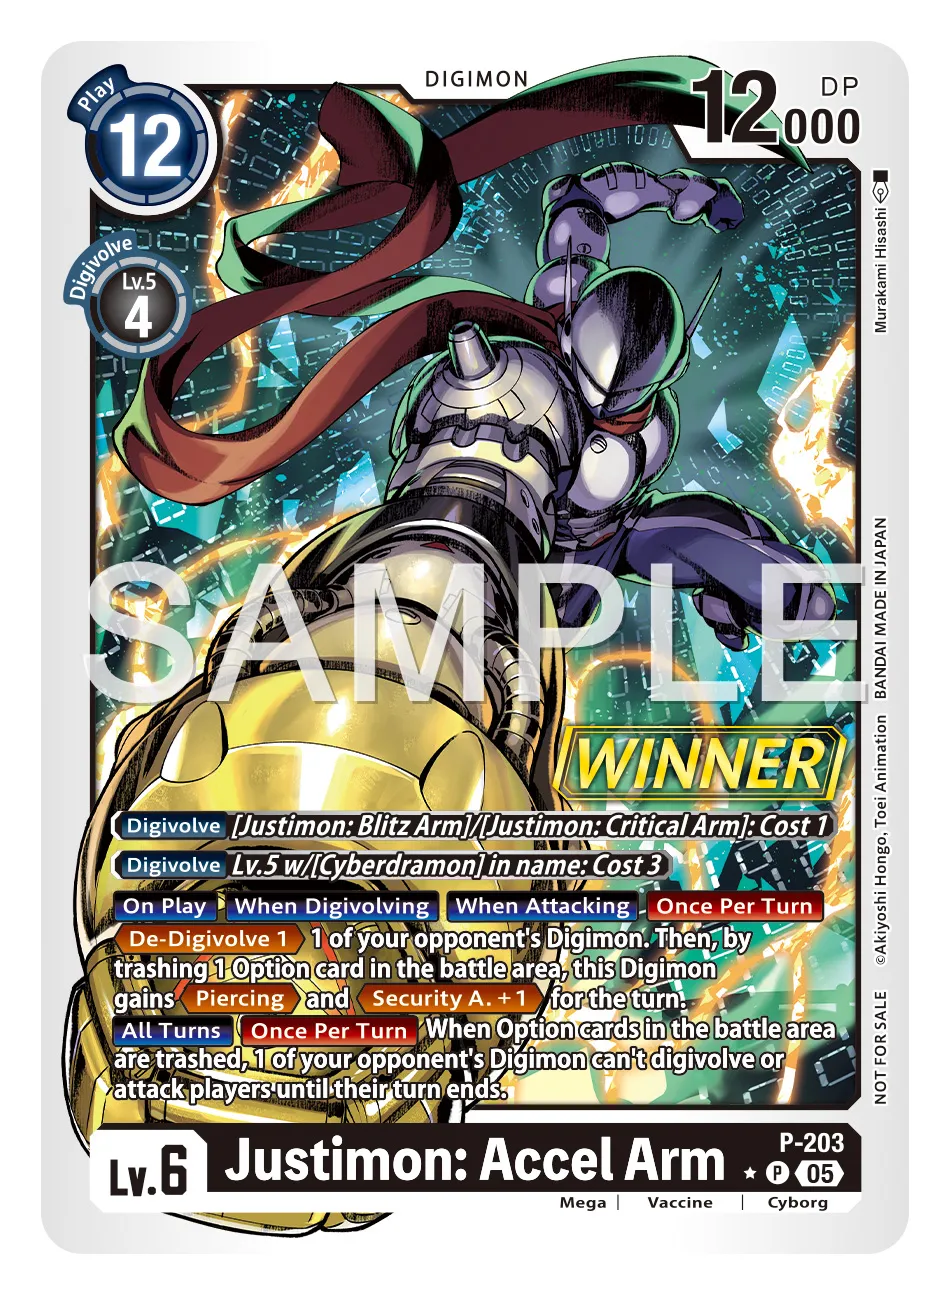 DIGIMON
Play
12
12000
DP
Digivolve
Lv.5
4
Murakami Hisashi
SAMPLE
WINNER
Digivolve [Justimon: Blitz Arm]/[Justimon: Critical Arm]: Cost 1
Digivolve Lv.5 w/[Cyberdramon] in name: Cost 3
On Play When Digivolving When Attacking Once Per Turn
De-Digivolve 1 1 of your opponent's Digimon. Then, by
trashing 1 Option card in the battle area, this Digimon
gains Piercing and Security A. +1 for the turn.
All Turns Once Per Turn When Option cards in the battle area
are trashed, 1 of your opponent's Digimon can't digivolve or
attack players until their turn ends.
©Akiyoshi Hongo, Toei Animation BANDAI MADE IN JAPAN
NOT FOR SALE
Lv.6
Justimon: Accel Arm
P-203
P 05
Mega | Vaccine | Cyborg